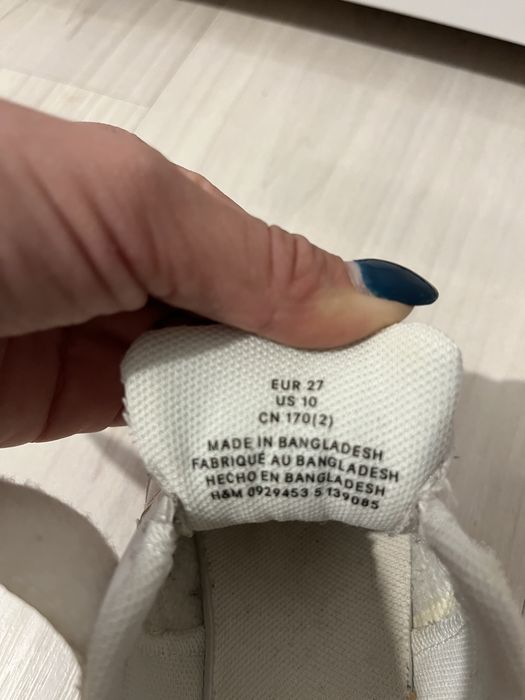 EUR 27
US 10
CN 170(2)
MADE IN BANGLADESH
FABRIQUÉ AU BANGLADESH
HECHO EN BANGLADESH
H&M 0929453 5 139085